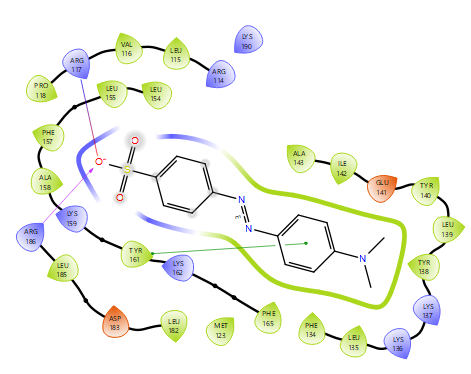 LYS
190
VAL
116
LEU
115
ARG
117
ARG
114
PRO
118
LEU
155
LEU
154
PHE
157
O
O-
S
O
ALA
143
ILE
142
GLU
141
TYR
140
ALA
158
LYS
159
N
E
N
LEU
139
ARG
186
TYR
161
LYS
162
N
TYR
138
LEU
185
LYS
137
ASP
183
LEU
182
MET
123
PHE
165
PHE
134
LEU
135
LYS
136